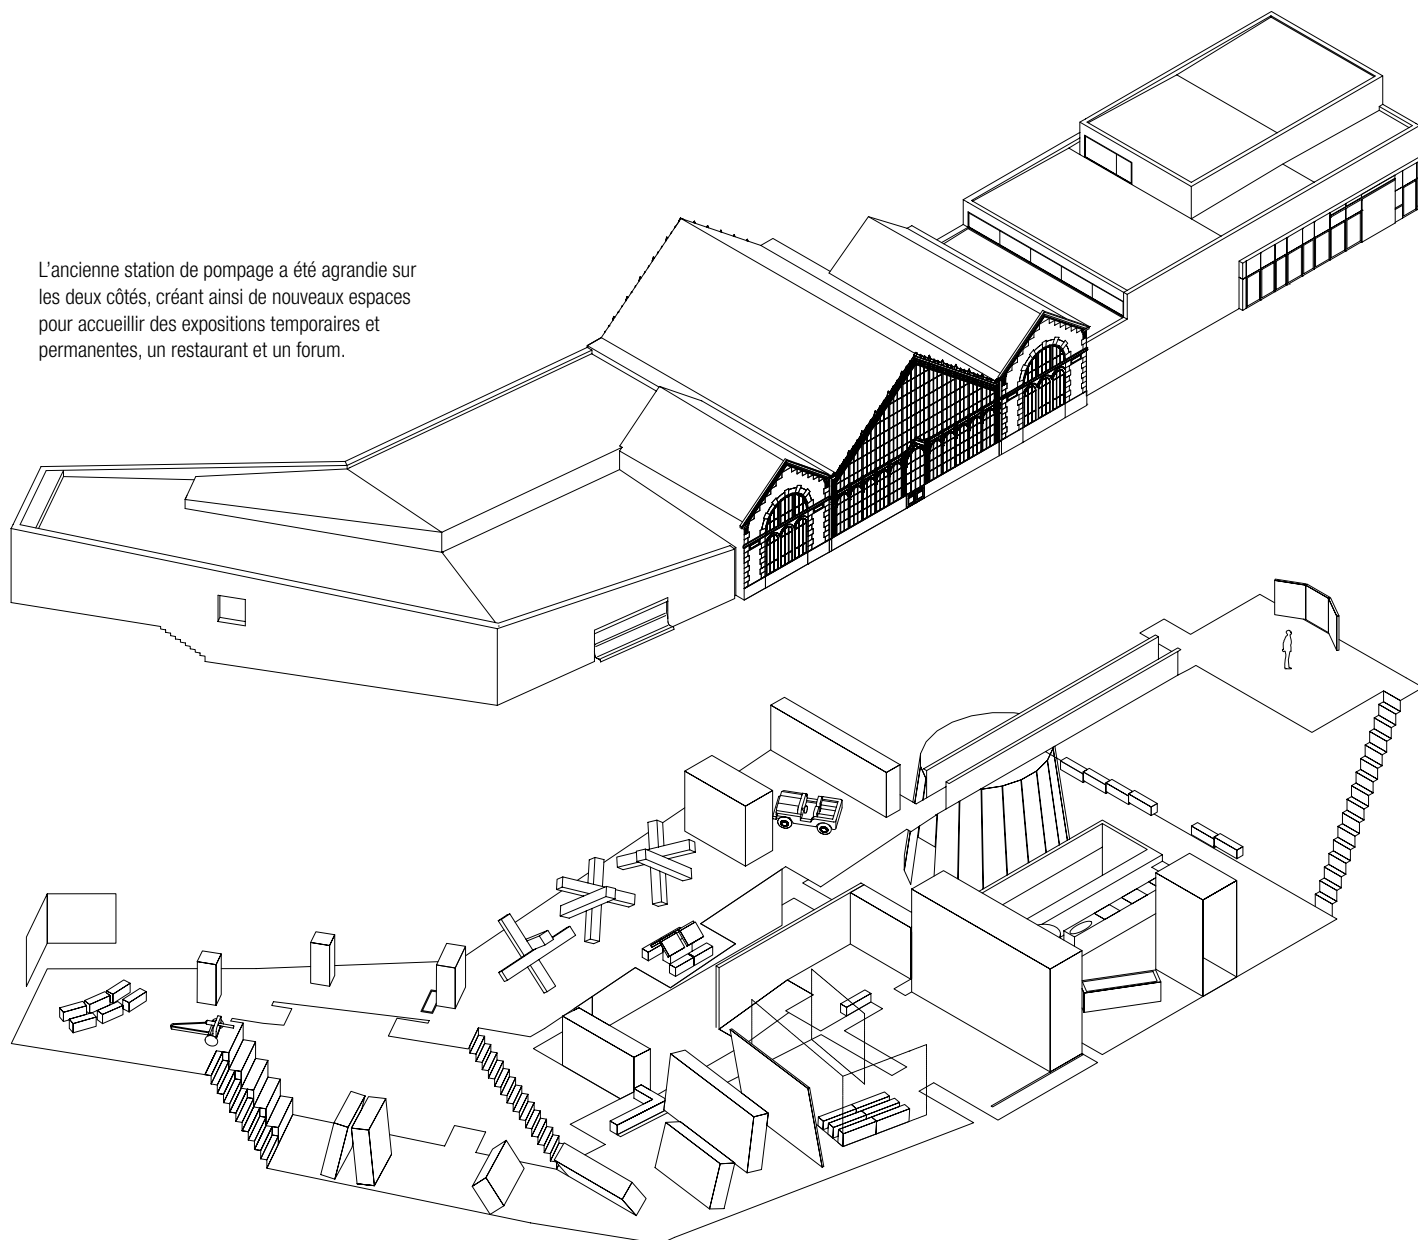 L’ancienne station de pompage a été agrandie sur
les deux côtés, créant ainsi de nouveaux espaces
pour accueillir des expositions temporaires et
permanentes, un restaurant et un forum.